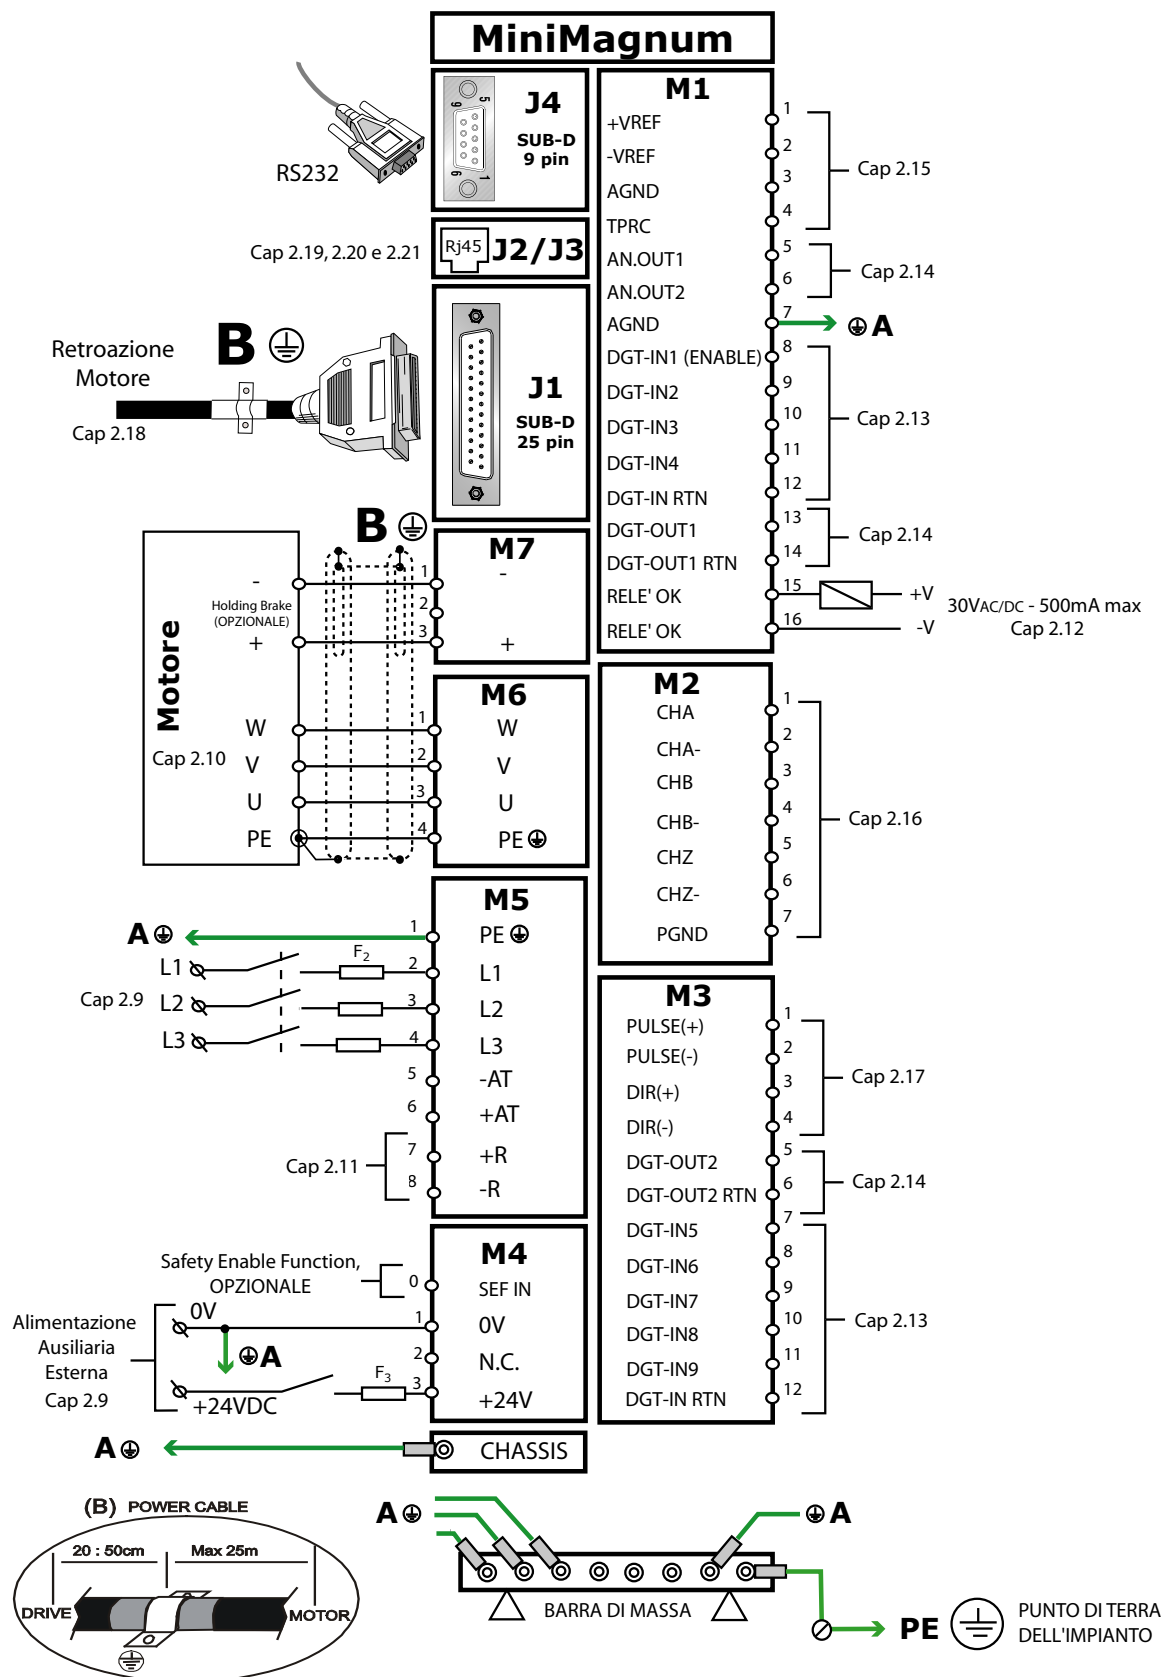 MiniMagnum
RS232
5
9
1
6
J4
SUB-D
9 pin
Cap 2.19, 2.20 e 2.21
Rj45
J2/J3
Retroazione
Motore
Cap 2.18
B
J1
SUB-D
25 pin
M1
+VREF 1
-VREF 2
AGND 3
TPRC 4
Cap 2.15
AN.OUT1 5
AN.OUT2 6
Cap 2.14
AGND 7
A
DGT-IN1 (ENABLE) 8
DGT-IN2 9
DGT-IN3 10
DGT-IN4 11
DGT-IN RTN 12
Cap 2.13
DGT-OUT1 13
DGT-OUT1 RTN 14
Cap 2.14
RELE' OK 15 +V
RELE' OK 16 -V
30VAC/DC - 500mA max
Cap 2.12
B
M7
- 1 -
Holding Brake
(OPZIONALE)
2
+ 3 +
Motore
Cap 2.10
M6
W 1 W
V 2 V
U 3 U
PE 4 PE
M2
CHA 1
CHA- 2
CHB 3
CHB- 4
CHZ 5
CHZ- 6
PGND 7
Cap 2.16
M5
A 1 PE
L1 F2 2 L1
Cap 2.9
L2 3 L2
L3 4 L3
5 -AT
6 +AT
Cap 2.11
7 +R
8 -R
M3
PULSE(+) 1
PULSE(-) 2
DIR(+) 3
DIR(-) 4
Cap 2.17
DGT-OUT2 5
DGT-OUT2 RTN 6
Cap 2.14
DGT-IN5 7
DGT-IN6 8
DGT-IN7 9
DGT-IN8 10
DGT-IN9 11
DGT-IN RTN 12
Cap 2.13
M4
Safety Enable Function,
OPZIONALE
0 SEF IN
Alimentazione
Ausiliaria
Esterna
Cap 2.9
0V 1 0V
A
2 N.C.
+24VDC F3 3 +24V
A CHASSIS
(B) POWER CABLE
20 : 50cm Max 25m
DRIVE MOTOR
A
A
BARRA DI MASSA
PE
PUNTO DI TERRA
DELL'IMPIANTO